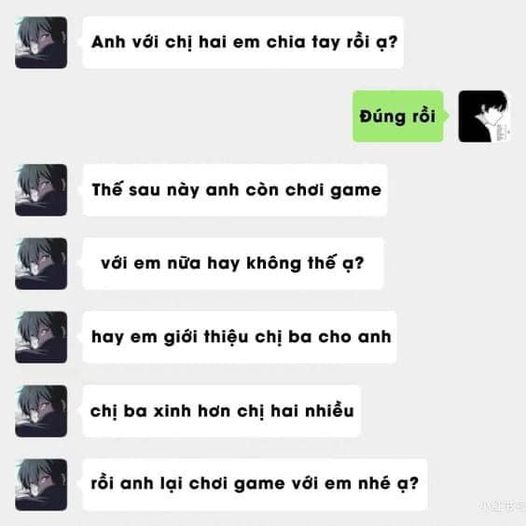 Anh với chị hai em chia tay rồi ạ?
Đúng rồi
Thế sau này anh còn chơi game
với em nữa hay không thế ạ?
hay em giới thiệu chị ba cho anh
chị ba xinh hơn chị hai nhiều
rồi anh lại chơi game với em nhé ạ?